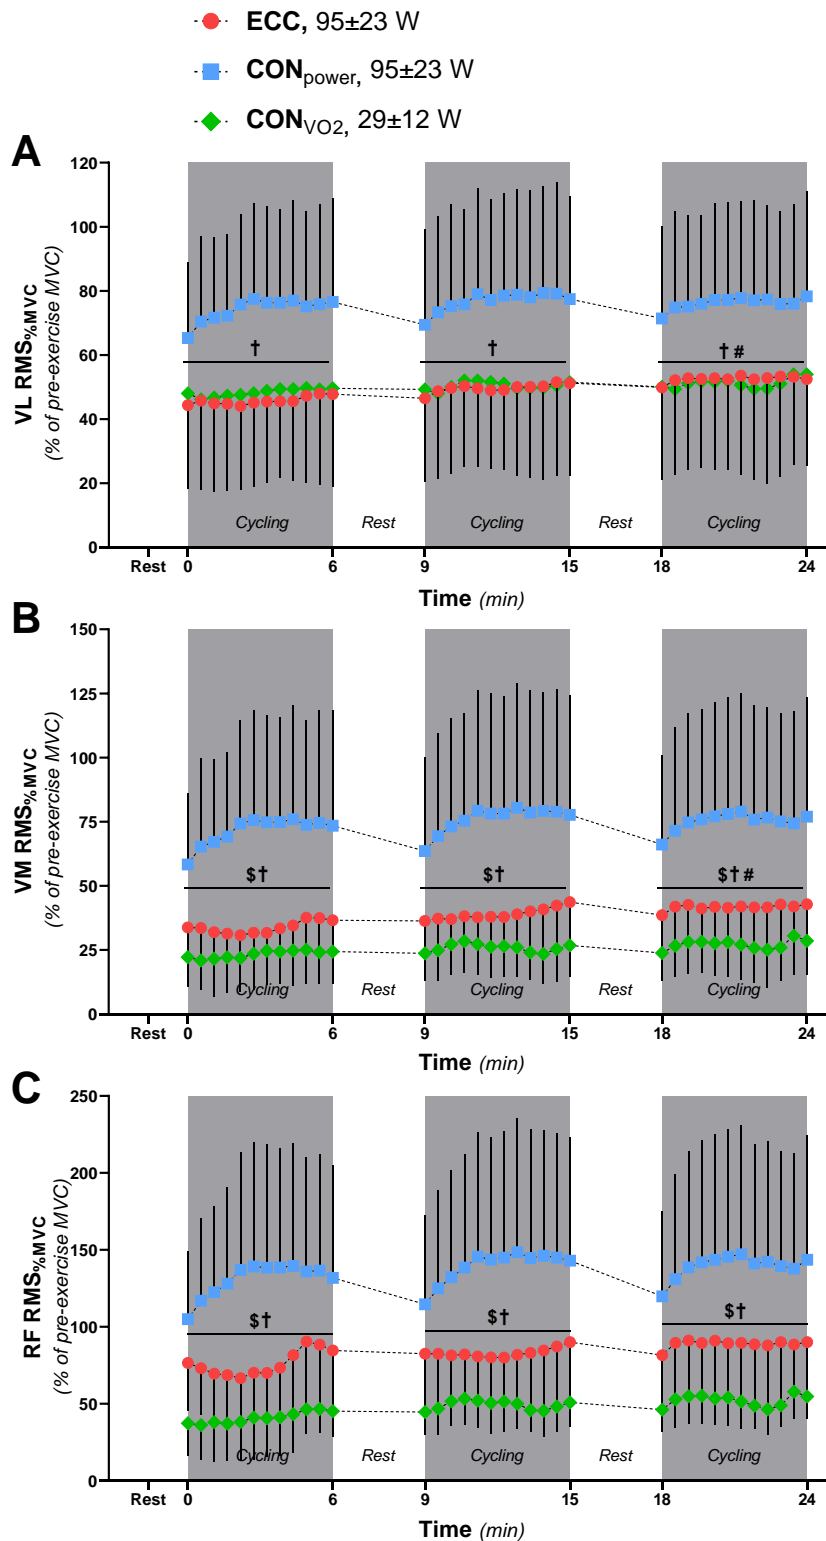 ECC, 95±23 W
CONpower, 95±23 W
CONVO2, 29±12 W
A
VL RMS%MVC
(% of pre-exercise MVC)
120
100
80
60
40
20
0
†
†
† #
Cycling
Rest
Cycling
Rest
Cycling
Rest
0
6
9
15
18
24
Time (min)
B
VM RMS%MVC
(% of pre-exercise MVC)
150
125
100
75
50
25
0
$†
$†
$† #
Cycling
Rest
Cycling
Rest
Cycling
Rest
0
6
9
15
18
24
Time (min)
C
RF RMS%MVC
(% of pre-exercise MVC)
250
200
150
100
50
0
$†
$†
$†
Cycling
Rest
Cycling
Rest
Cycling
Rest
0
6
9
15
18
24
Time (min)